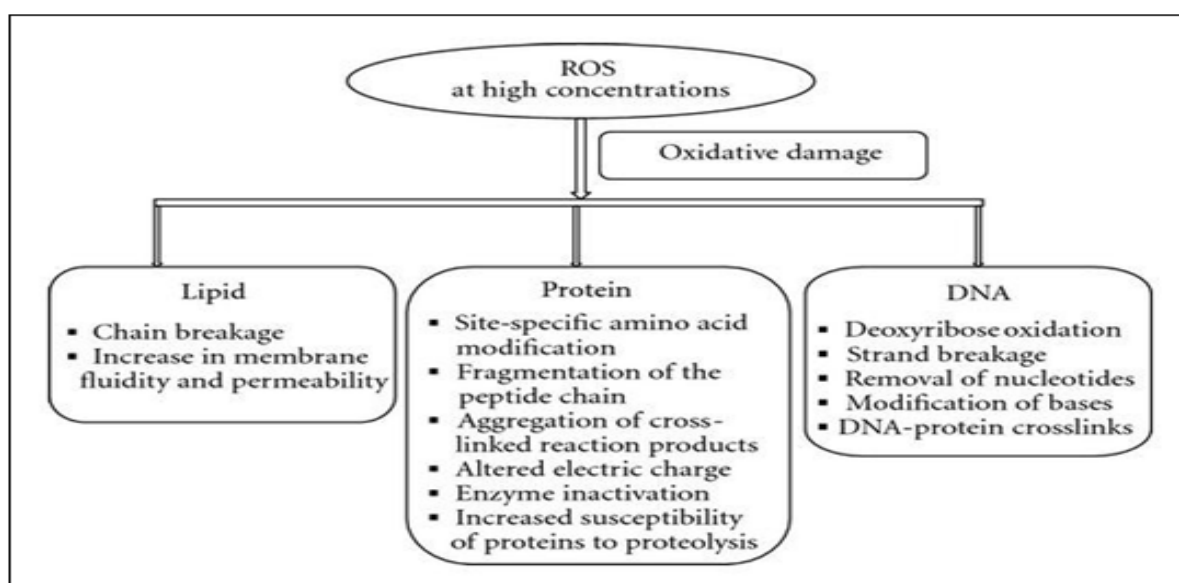 ROS
at high concentrations
Oxidative damage
Lipid
▪ Chain breakage
▪ Increase in membrane
fluidity and permeability
Protein
▪ Site-specific amino acid
modification
▪ Fragmentation of the
peptide chain
▪ Aggregation of cross-
linked reaction products
▪ Altered electric charge
▪ Enzyme inactivation
▪ Increased susceptibility
of proteins to proteolysis
DNA
▪ Deoxyribose oxidation
▪ Strand breakage
▪ Removal of nucleotides
▪ Modification of bases
▪ DNA-protein crosslinks